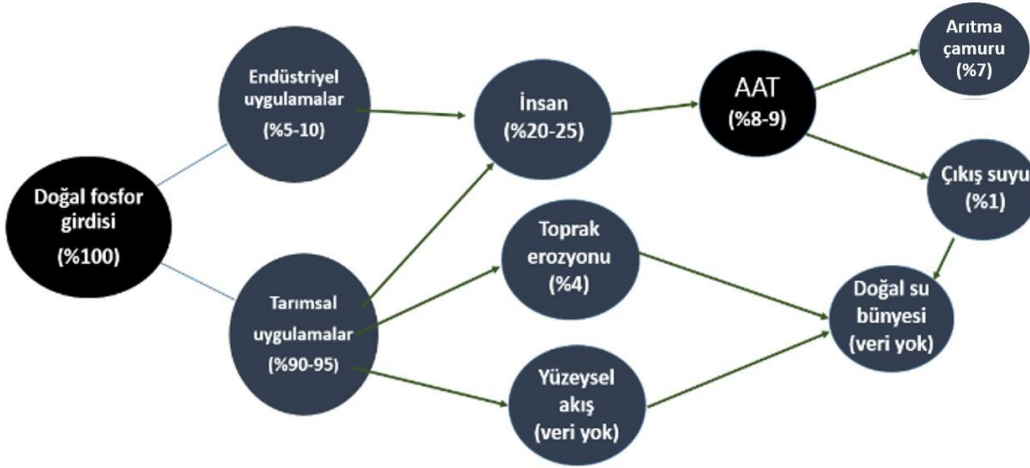 Doğal fosfor
girdisi
(%100)
Endüstriyel
uygulamalar
(%5-10)
Tarımsal
uygulamalar
(%90-95)
İnsan
(%20-25)
Toprak
erozyonu
(%4)
Yüzeysel
akış
(veri yok)
AAT
(%8-9)
Arıtma
çamuru
(%7)
Çıkış suyu
(%1)
Doğal su
bünyesi
(veri yok)